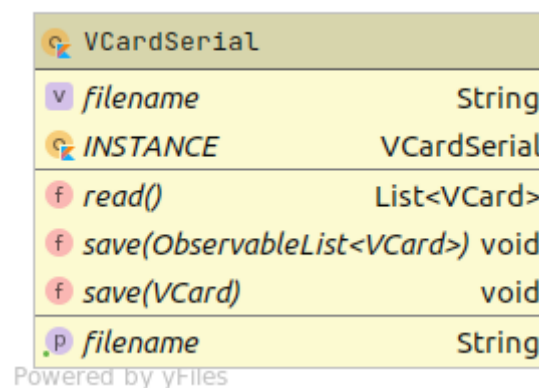 VCardSerial
v filename String
INSTANCE VCardSerial
f read() List<VCard>
f save(ObservableList<VCard>) void
f save(VCard) void
p filename String
Powered by yFiles